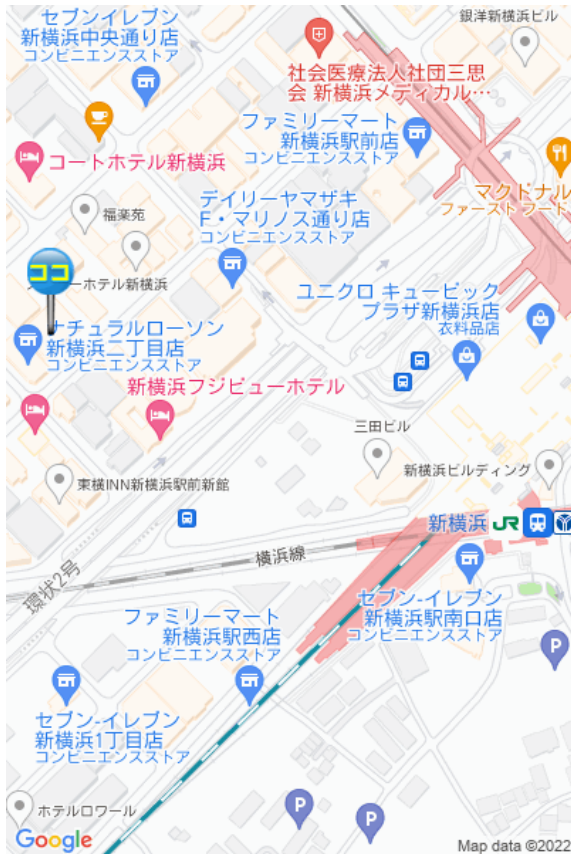 セブンイレブン
新横浜中央通り店
コンビニエンスストア
銀洋新横浜ビル
社会医療法人社団三思
会 新横浜メディカル…
ファミリーマート
新横浜駅前店
コンビニエンスストア
コートホテル新横浜
マクドナル
ファーストフード
福楽苑
デイリーヤマザキ
F・マリノス通り店
コンビニエンスストア
ココ
ーホテル新横浜
ユニクロ キュービック
プラザ新横浜店
衣料品店
ナチュラルローソン
新横浜二丁目店
コンビニエンスストア
新横浜フジビューホテル
三田ビル
新横浜ビルディング
東横INN新横浜駅前新館
新横浜 JR
横浜線
環状2号
セブン-イレブン
新横浜駅南口店
コンビニエンスストア
ファミリーマート
新横浜駅西店
コンビニエンスストア
P
セブン-イレブン
新横浜1丁目店
コンビニエンスストア
ホテルロワール
P
P
Google
Map data ©2022